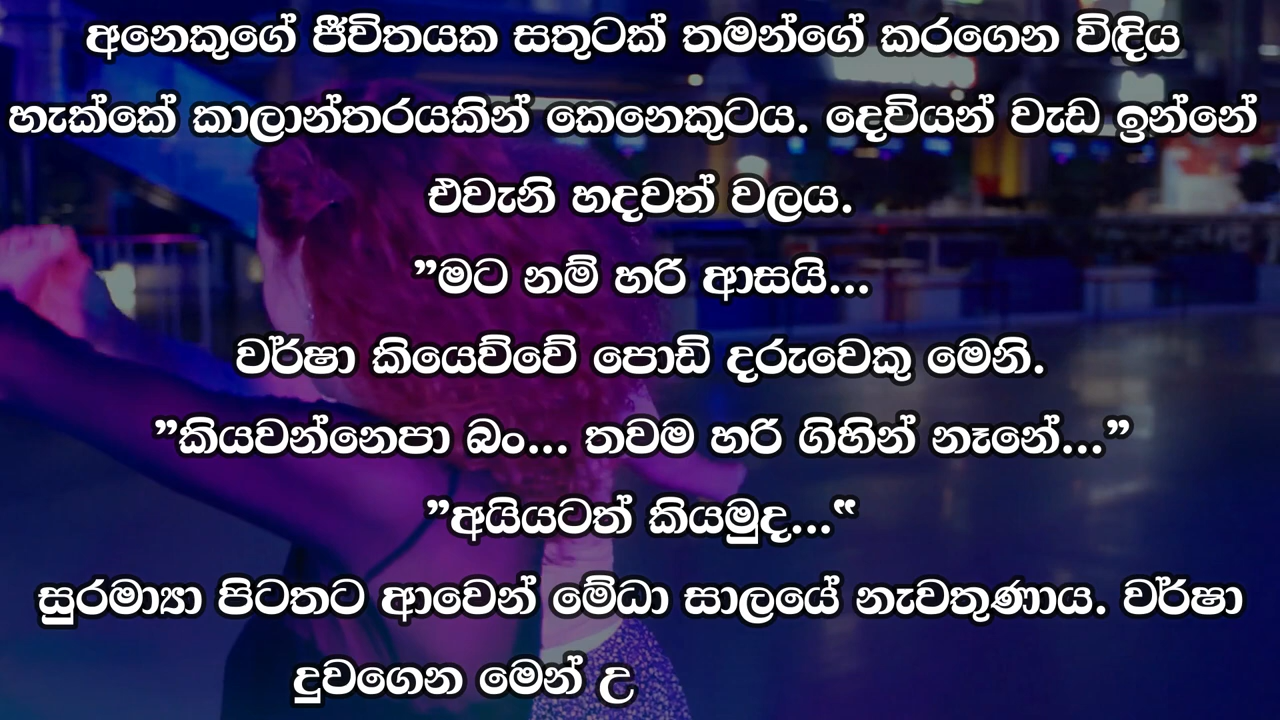 අනෙකුගේ ජීවිතයක සතුටක් තමන්ගේ කරගෙන විඳිය
හැක්කේ කාලාන්තරයකින් කෙනෙකුටය. දෙවියන් වැඩ ඉන්නේ
එවැනි හදවත් වලය.
”මට නම් හරි ආසයි...
වර්ෂා කියෙව්වේ පොඩි දරුවෙකු මෙනි.
”කියවන්නෙපා බං... තවම හරි ගිහින් නෑනේ...”
”අයියටත් කියමුද...‟
සුරම්‍යා පිටතට ආවෙන් මේධා සාලයේ නැවතුණාය. වර්ෂා
දුවගෙන මෙන් උ